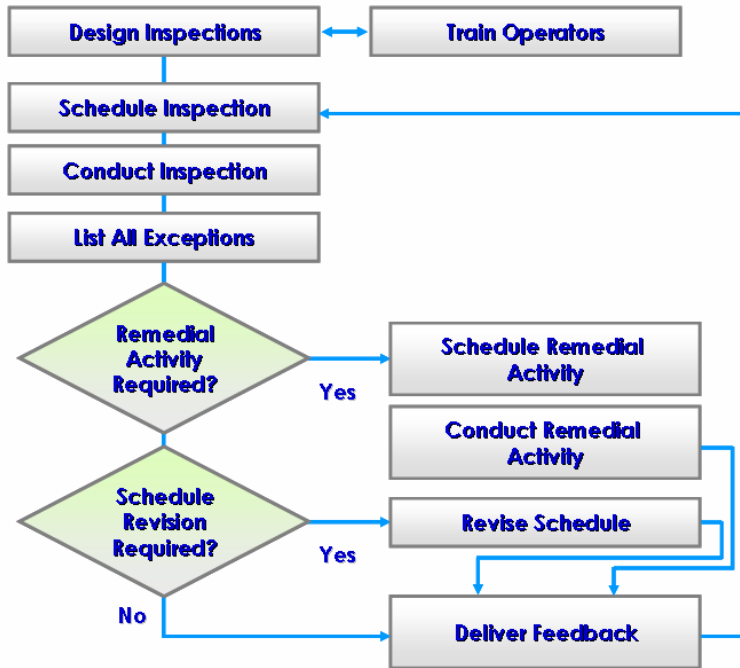 Design Inspections
Train Operators
Schedule Inspection
Conduct Inspection
List All Exceptions
Remedial
Activity
Required?
Yes
Schedule Remedial
Activity
Conduct Remedial
Activity
Schedule
Revision
Required?
Yes
Revise Schedule
No
Deliver Feedback